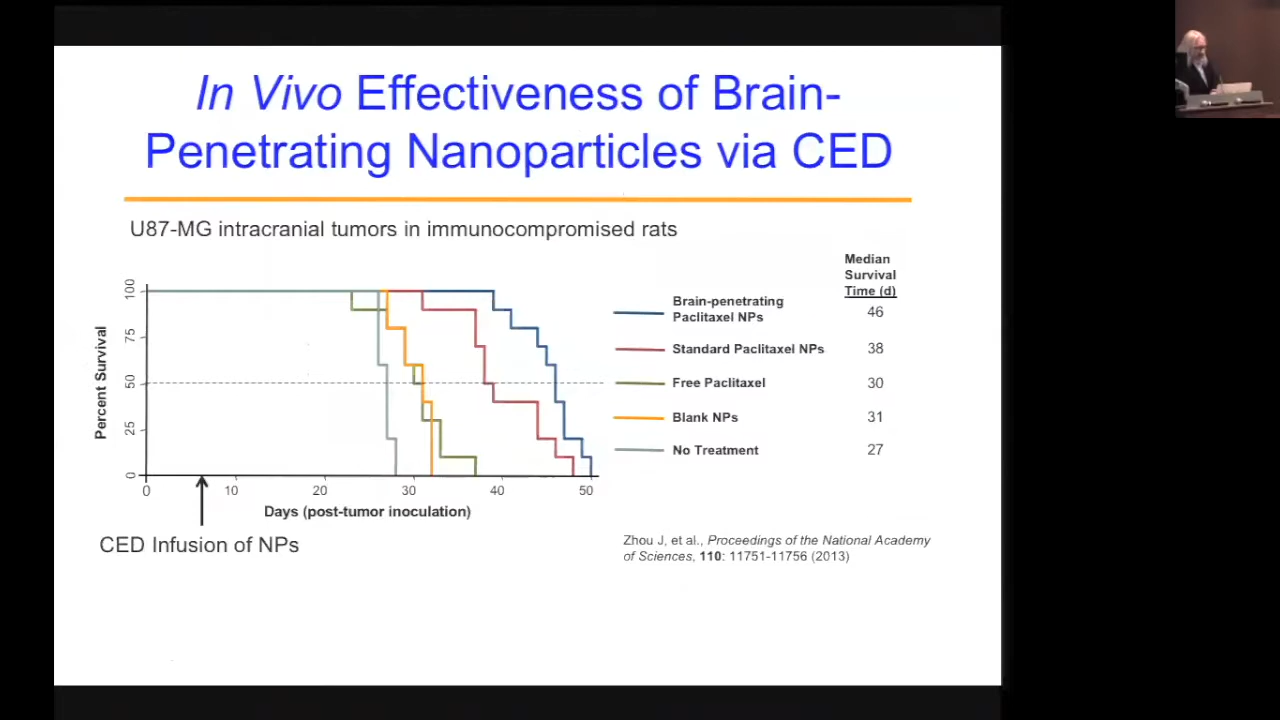 In Vivo Effectiveness of Brain-
Penetrating Nanoparticles via CED
U87-MG intracranial tumors in immunocompromised rats
Median
Survival
Time (d)
Brain-penetrating
Paclitaxel NPs
46
Standard Paclitaxel NPs
38
Free Paclitaxel
30
Blank NPs
31
No Treatment
27
Percent Survival
100
75
50
25
0
0 10 20 30 40 50
Days (post-tumor inoculation)
CED Infusion of NPs
Zhou J, et al., Proceedings of the National Academy
of Sciences, 110: 11751-11756 (2013)